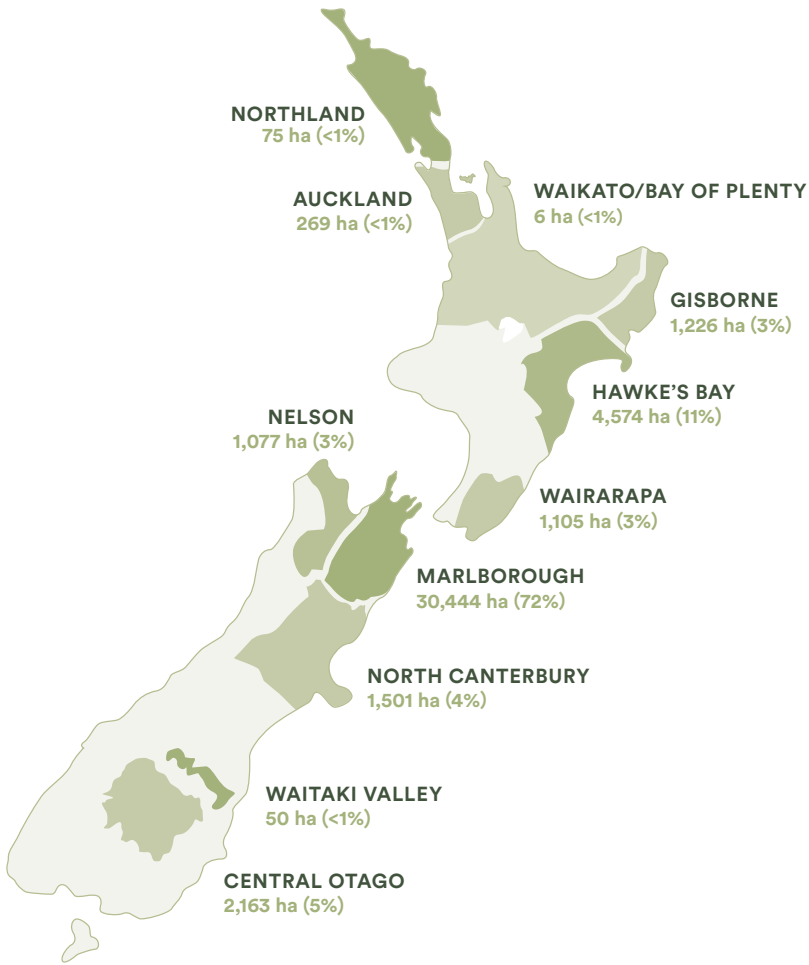 NORTHLAND
75 ha (<1%)
AUCKLAND
269 ha (<1%)
WAIKATO/BAY OF PLENTY
6 ha (<1%)
GISBORNE
1,226 ha (3%)
HAWKE’S BAY
4,574 ha (11%)
NELSON
1,077 ha (3%)
WAIRARAPA
1,105 ha (3%)
MARLBOROUGH
30,444 ha (72%)
NORTH CANTERBURY
1,501 ha (4%)
WAITAKI VALLEY
50 ha (<1%)
CENTRAL OTAGO
2,163 ha (5%)